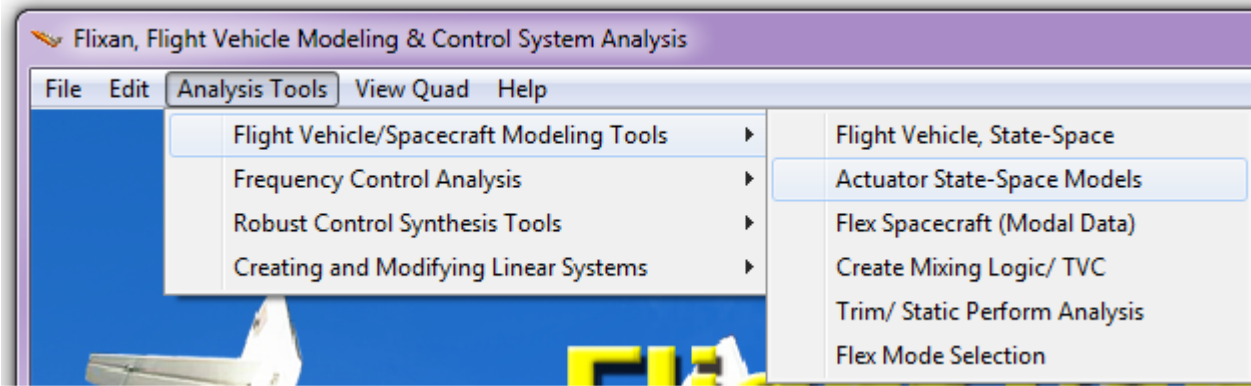 Flixan, Flight Vehicle Modeling & Control System Analysis
File Edit Analysis Tools View Quad Help
Flight Vehicle/Spacecraft Modeling Tools
Frequency Control Analysis
Robust Control Synthesis Tools
Creating and Modifying Linear Systems
Flight Vehicle, State-Space
Actuator State-Space Models
Flex Spacecraft (Modal Data)
Create Mixing Logic/ TVC
Trim/ Static Perform Analysis
Flex Mode Selection